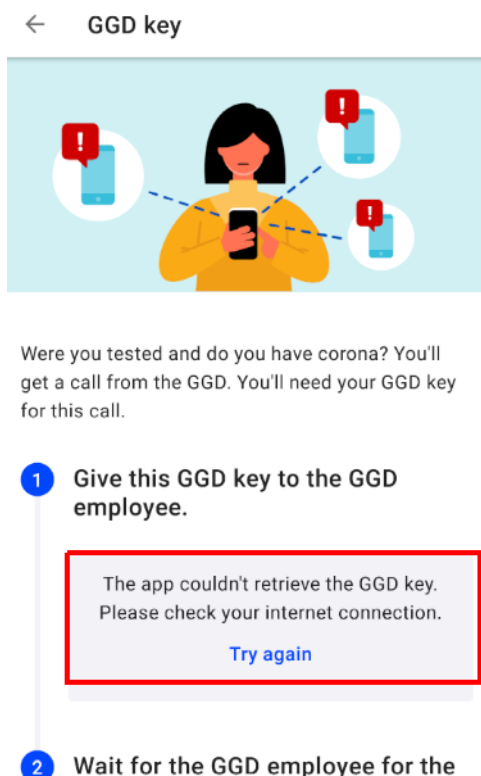 GGD key
!
!
!
Were you tested and do you have corona? You'll
get a call from the GGD. You'll need your GGD key
for this call.
1
Give this GGD key to the GGD
employee.
The app couldn't retrieve the GGD key.
Please check your internet connection.
Try again
2
Wait for the GGD employee for the